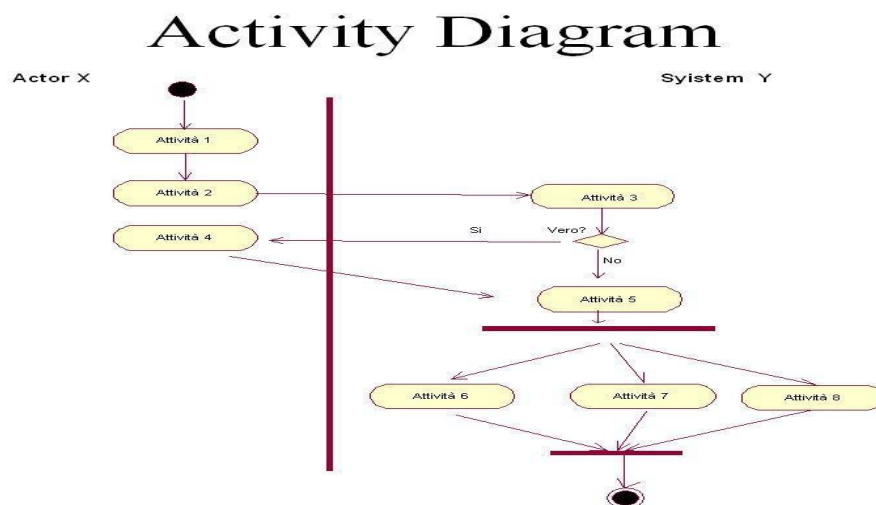 Activity Diagram
Actor X
Syistem Y
Attività 1
Attività 2
Attività 3
Attività 4
Si
Vero?
No
Attività 5
Attività 6
Attività 7
Attività 8